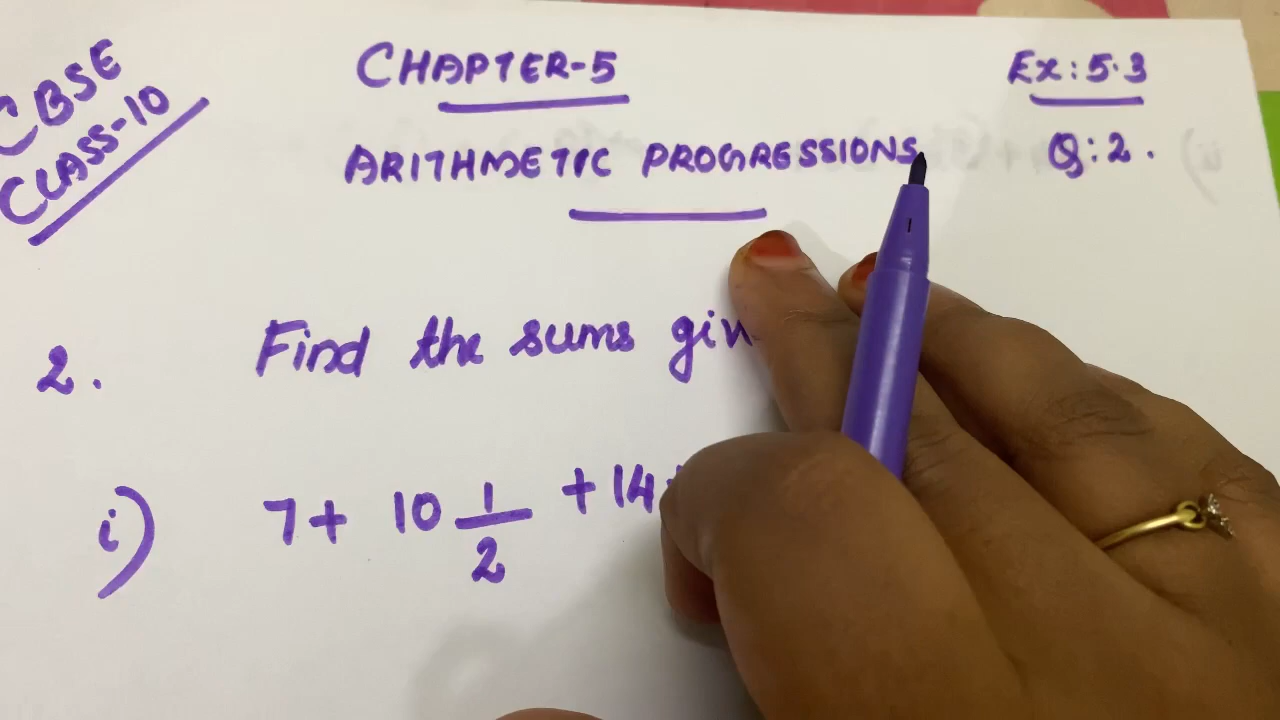 CBSE
CLASS-10
CHAPTER-5
Ex: 5.3
ARITHMETIC PROGRESSIONS
Q: 2.
2. Find the sums
i) 7+ 10 1/2 +14+